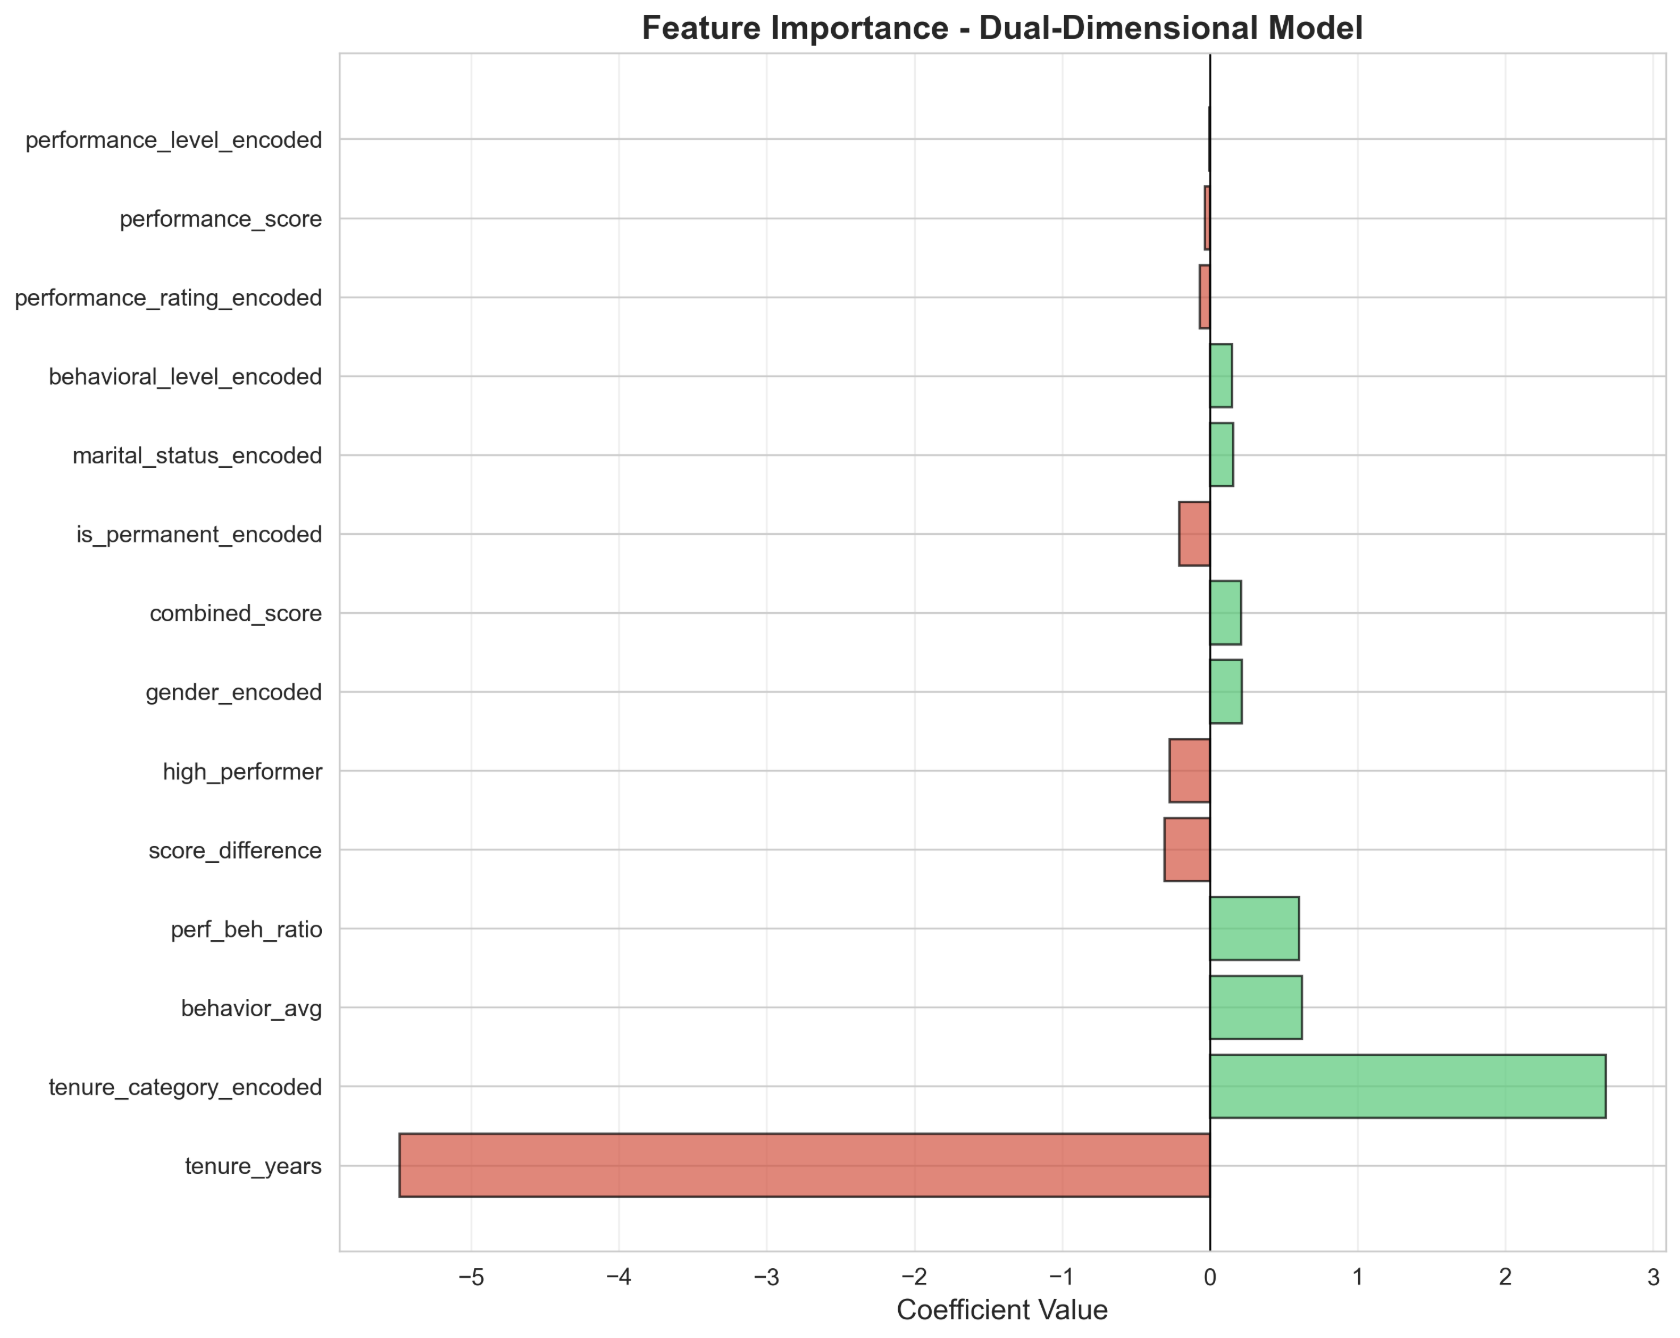 Feature Importance - Dual-Dimensional Model
performance_level_encoded
performance_score
performance_rating_encoded
behavioral_level_encoded
marital_status_encoded
is_permanent_encoded
combined_score
gender_encoded
high_performer
score_difference
perf_beh_ratio
behavior_avg
tenure_category_encoded
tenure_years
−5 −4 −3 −2 −1 0 1 2 3
Coefficient Value